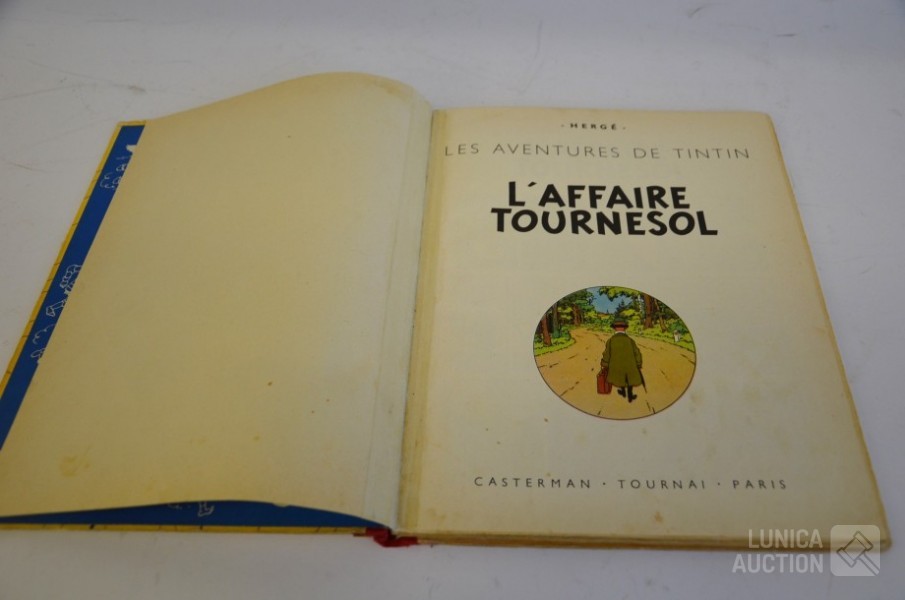 · HERGÉ ·
LES AVENTURES DE TINTIN
L'AFFAIRE
TOURNESOL
CASTERMAN · TOURNAI · PARIS
LUNICA
AUCTION